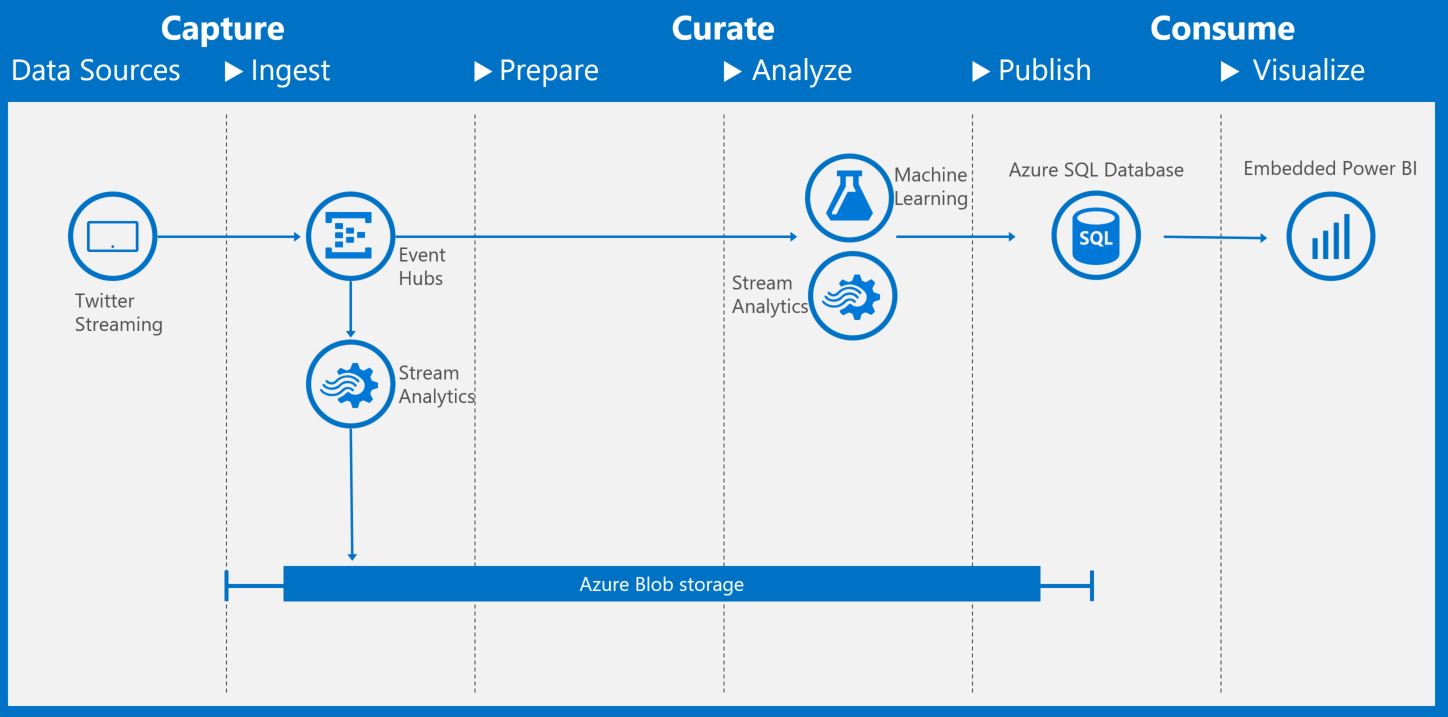 Capture
Curate
Consume
Data Sources
Ingest
Prepare
Analyze
Publish
Visualize
Twitter
Streaming
Event
Hubs
Stream
Analytics
Machine
Learning
Stream
Analytics
Azure SQL Database
SQL
Embedded Power BI
Azure Blob storage